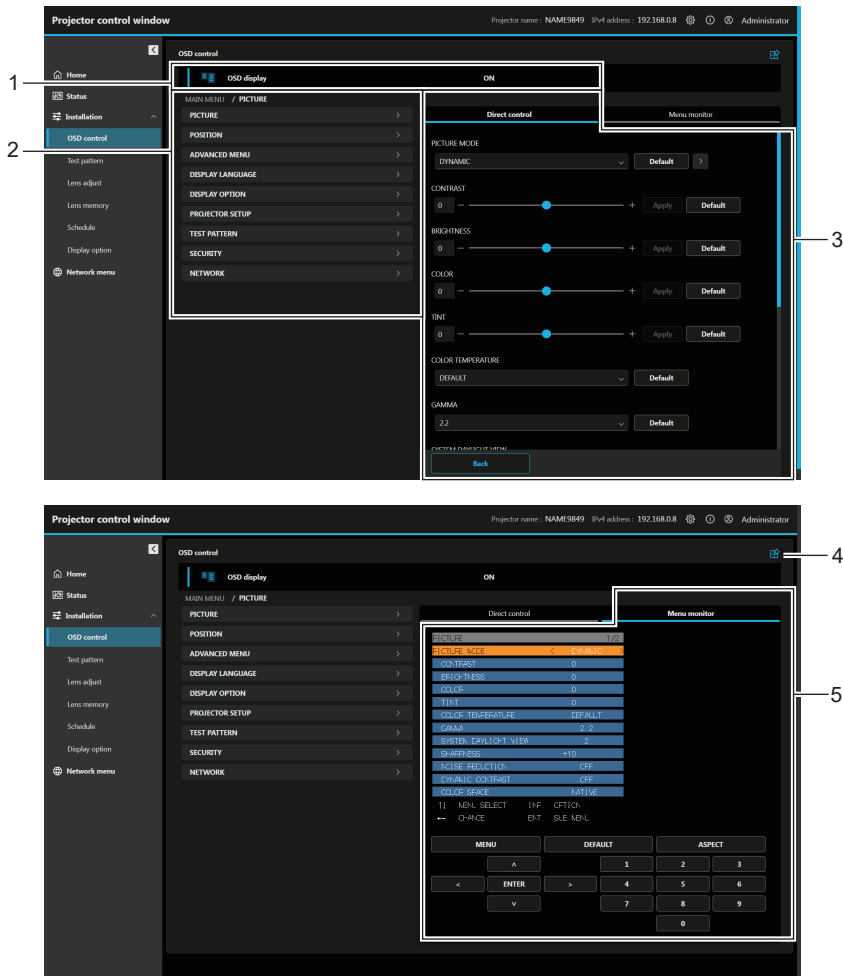 Projector control window Projector name : NAME9849 IPv4 address : 192.168.0.8 Administrator
OSD control
1
OSD display ON
Home
Status
Installation
OSD control
Test pattern
Lens adjust
Lens memory
Schedule
Display option
Network menu
2
MAIN MENU / PICTURE
PICTURE
POSITION
ADVANCED MENU
DISPLAY LANGUAGE
DISPLAY OPTION
PROJECTOR SETUP
TEST PATTERN
SECURITY
NETWORK
Direct control Menu monitor
PICTURE MODE
DYNAMIC Default
CONTRAST
0 − + Apply Default
BRIGHTNESS
0 − + Apply Default
3
COLOR
0 − + Apply Default
TINT
0 − + Apply Default
COLOR TEMPERATURE
DEFAULT Default
GAMMA
2.2 Default
SYSTEM DAYLIGHT VIEW
Back
Projector control window Projector name : NAME9849 IPv4 address : 192.168.0.8 Administrator
OSD control
4
OSD display ON
Home
Status
Installation
OSD control
Test pattern
Lens adjust
Lens memory
Schedule
Display option
Network menu
MAIN MENU / PICTURE
PICTURE
POSITION
ADVANCED MENU
DISPLAY LANGUAGE
DISPLAY OPTION
PROJECTOR SETUP
TEST PATTERN
SECURITY
NETWORK
Direct control Menu monitor
PICTURE 1/2
PICTURE MODE < DYNAMIC >
CONTRAST 0
BRIGHTNESS 0
COLOR 0
TINT 0
COLOR TEMPERATURE DEFAULT
GAMMA 2.2
SYSTEM DAYLIGHT VIEW 2
SHARPNESS +10
NOISE REDUCTION OFF
DYNAMIC CONTRAST OFF
COLOR SPACE NATIVE
↑↓ MENU SELECT INF. OPTION
←→ CHANGE ENT. SUB MENU
5
MENU DEFAULT ASPECT
∧ 1 2 3
< ENTER > 4 5 6
∨ 7 8 9
0